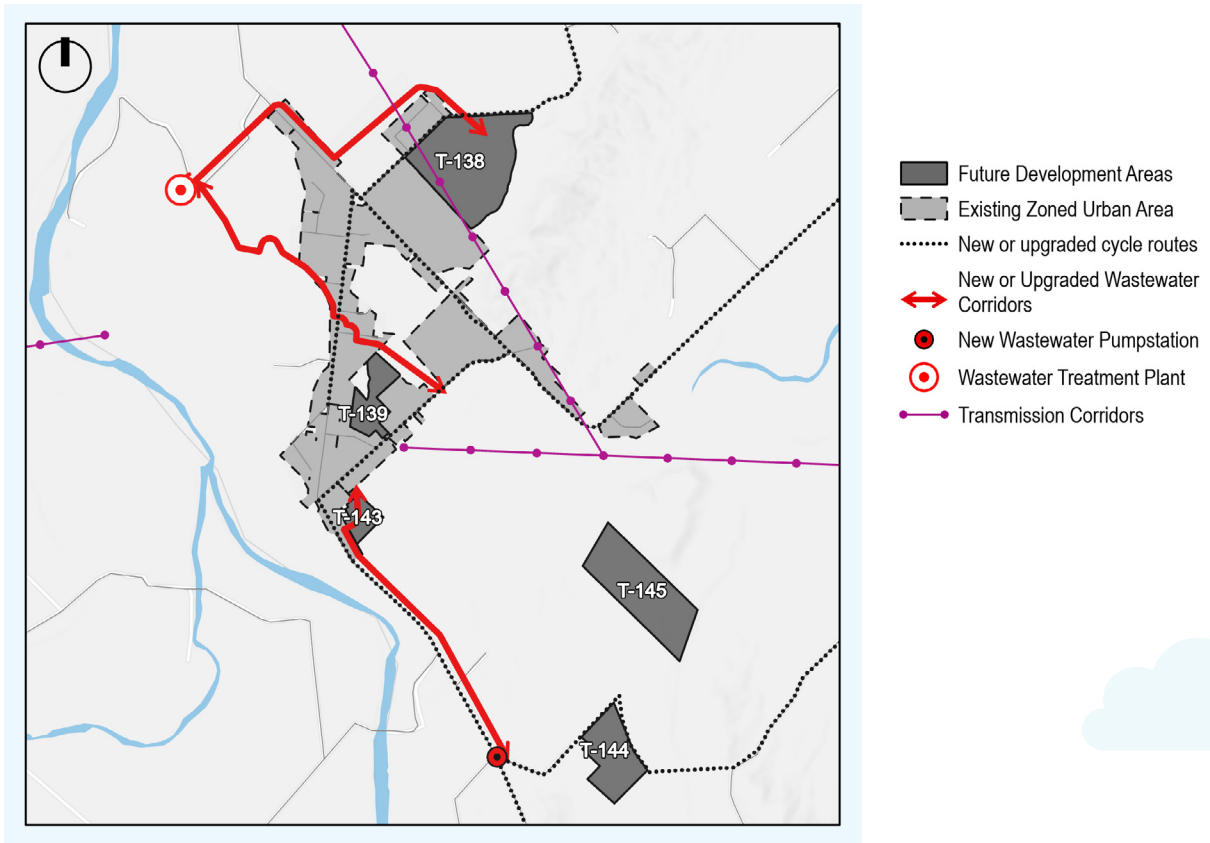 T-138
T-139
T-143
T-145
T-144
Future Development Areas
Existing Zoned Urban Area
New or upgraded cycle routes
New or Upgraded Wastewater
Corridors
New Wastewater Pumpstation
Wastewater Treatment Plant
Transmission Corridors